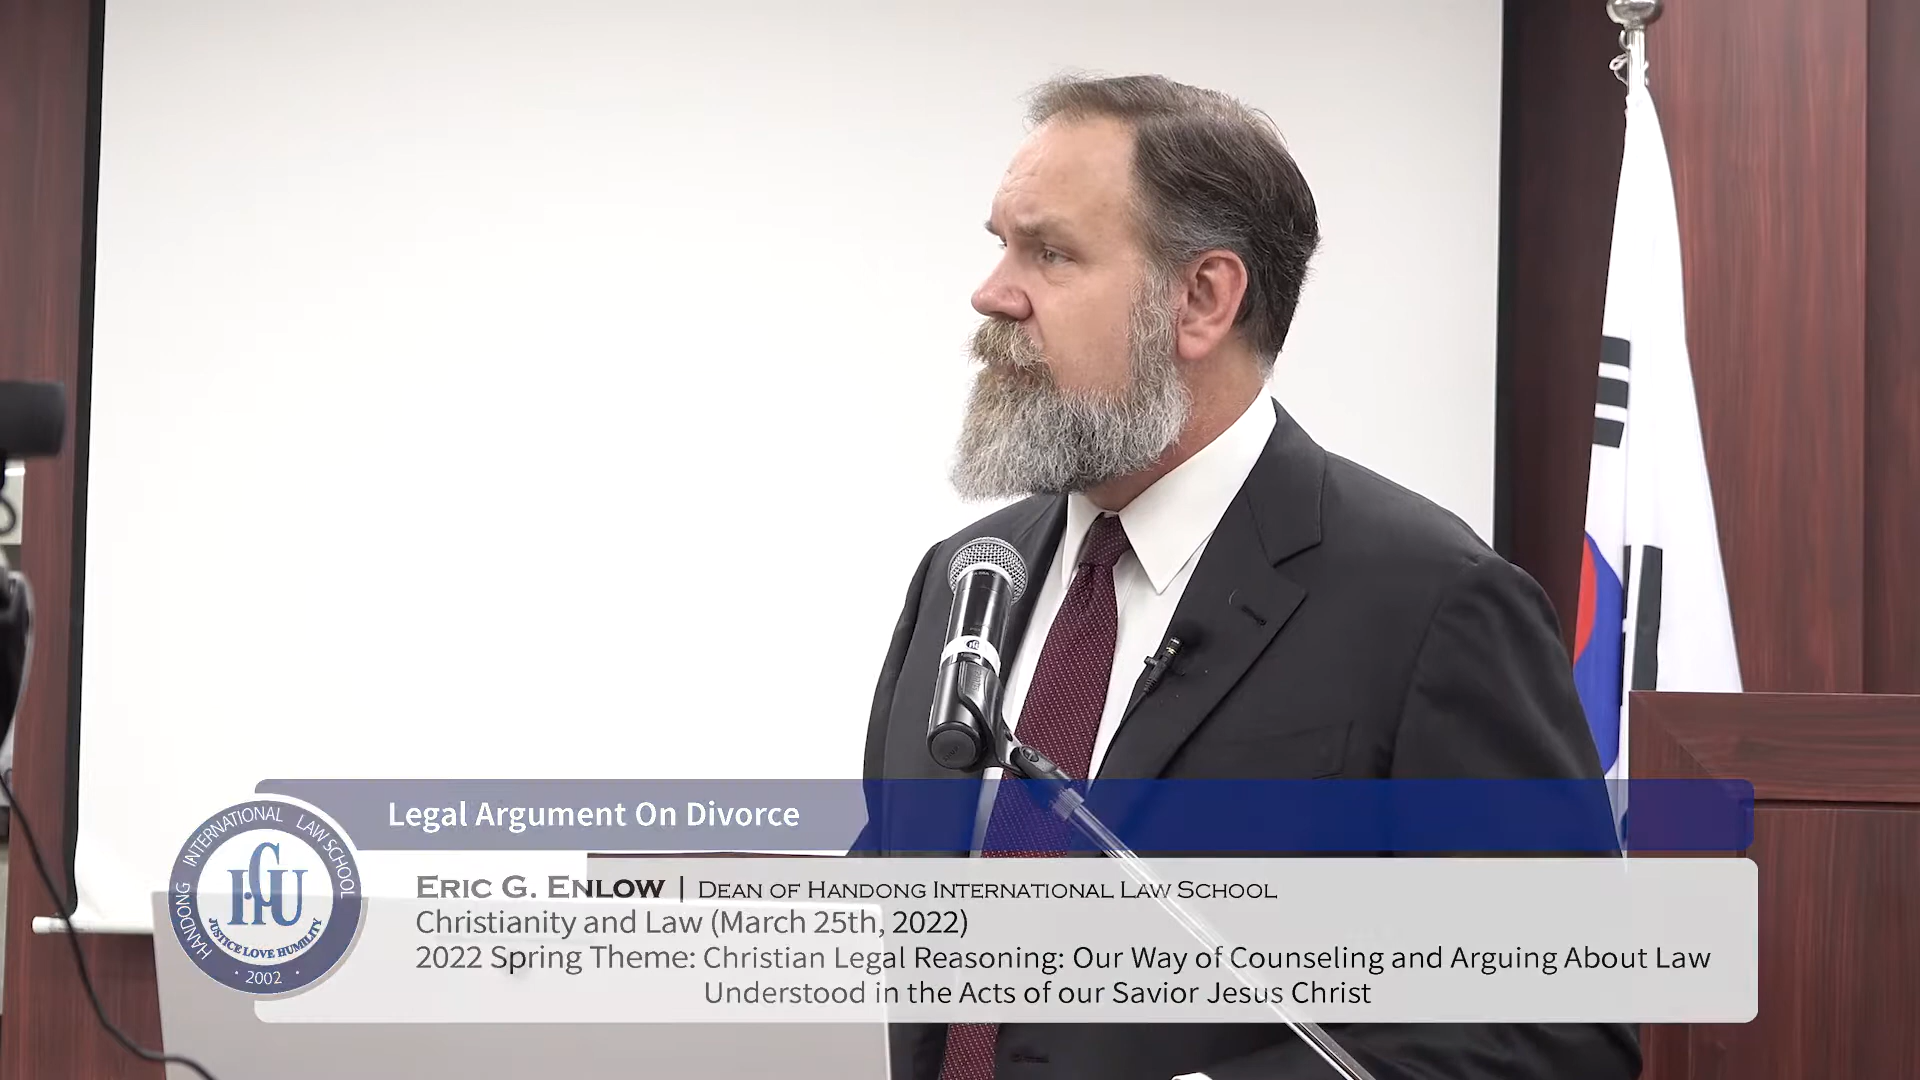 Legal Argument On Divorce
ERIC G. ENLOW | DEAN OF HANDONG INTERNATIONAL LAW SCHOOL
Christianity and Law (March 25th, 2022)
2022 Spring Theme: Christian Legal Reasoning: Our Way of Counseling and Arguing About Law
Understood in the Acts of our Savior Jesus Christ
HANDONG INTERNATIONAL LAW SCHOOL
HGU
JUSTICE LOVE HUMILITY
· 2002 ·